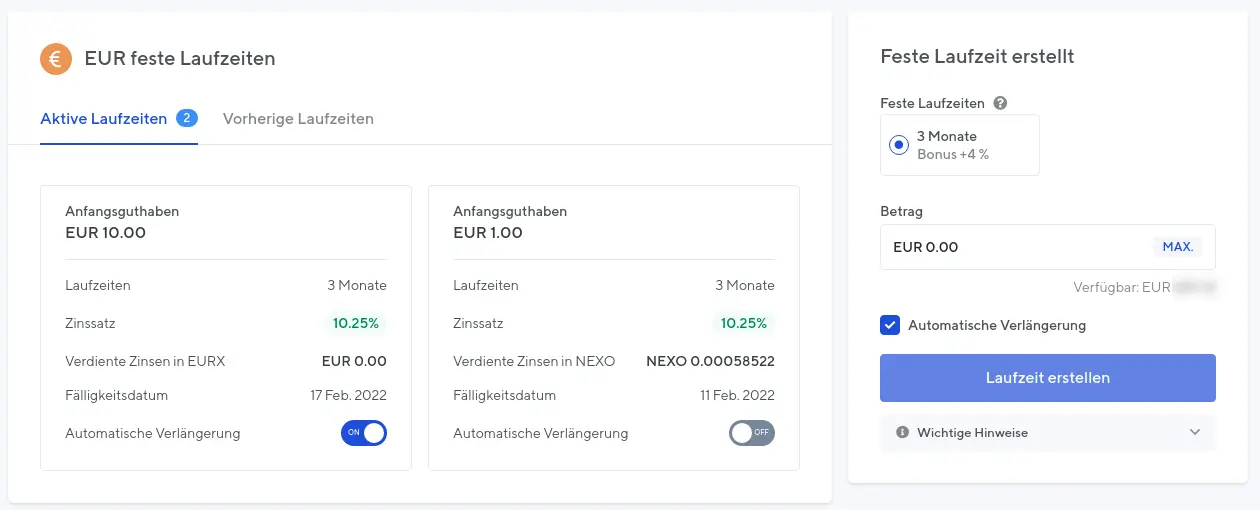 € EUR feste Laufzeiten
Aktive Laufzeiten 2 Vorherige Laufzeiten
Anfangsguthaben
EUR 10.00
Laufzeiten 3 Monate
Zinssatz 10.25%
Verdiente Zinsen in EURX EUR 0.00
Fälligkeitsdatum 17 Feb. 2022
Automatische Verlängerung ON
Anfangsguthaben
EUR 1.00
Laufzeiten 3 Monate
Zinssatz 10.25%
Verdiente Zinsen in NEXO NEXO 0.00058522
Fälligkeitsdatum 11 Feb. 2022
Automatische Verlängerung OFF
Feste Laufzeit erstellt
Feste Laufzeiten ?
3 Monate
Bonus +4 %
Betrag
EUR 0.00 MAX.
Verfügbar: EUR
Automatische Verlängerung
Laufzeit erstellen
Wichtige Hinweise